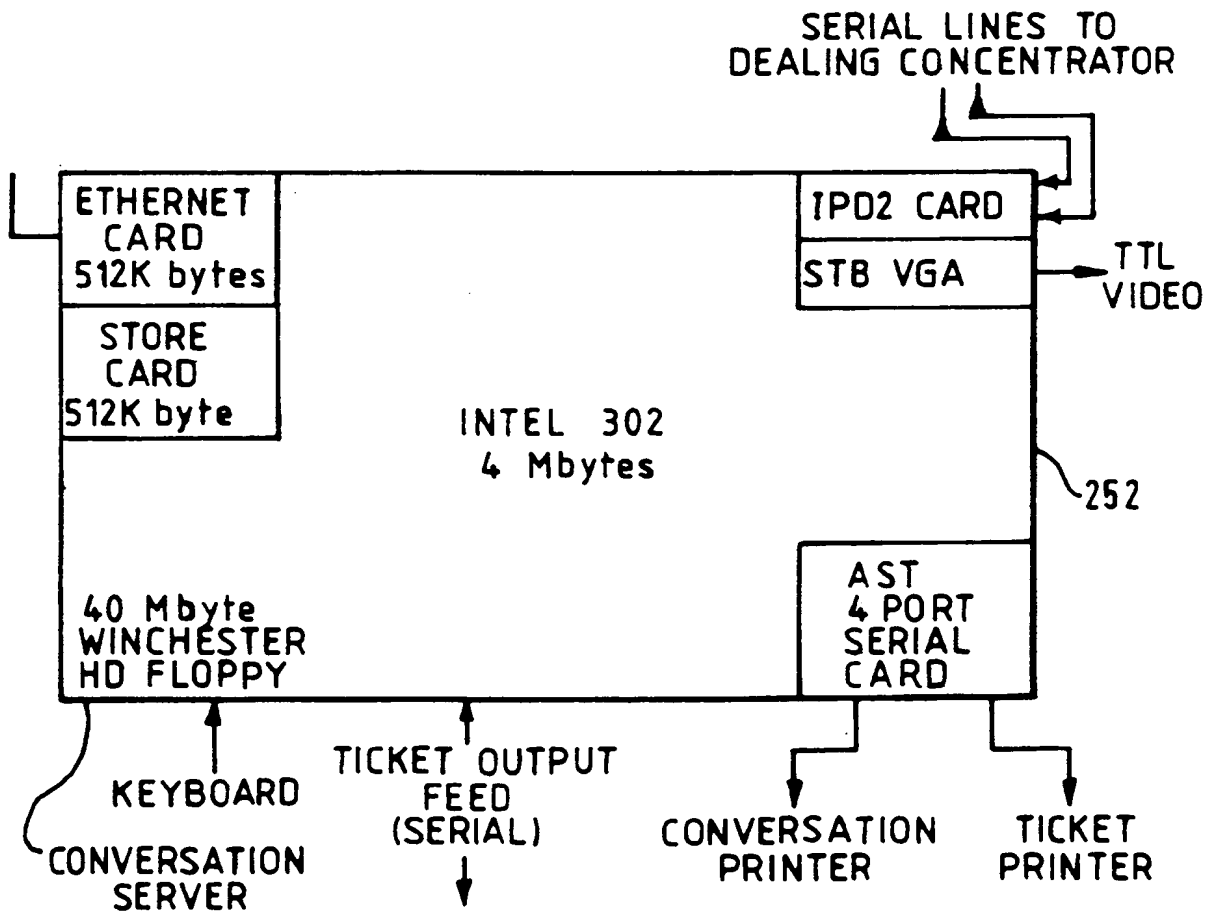 SERIAL LINES TO
DEALING CONCENTRATOR
ETHERNET
CARD
512K bytes
IPD2 CARD
STB VGA
TTL
VIDEO
STORE
CARD
512K byte
INTEL 302
4 Mbytes
252
40 Mbyte
WINCHESTER
HD FLOPPY
AST
4 PORT
SERIAL
CARD
KEYBOARD
TICKET OUTPUT
FEED
(SERIAL)
CONVERSATION
SERVER
CONVERSATION
PRINTER
TICKET
PRINTER